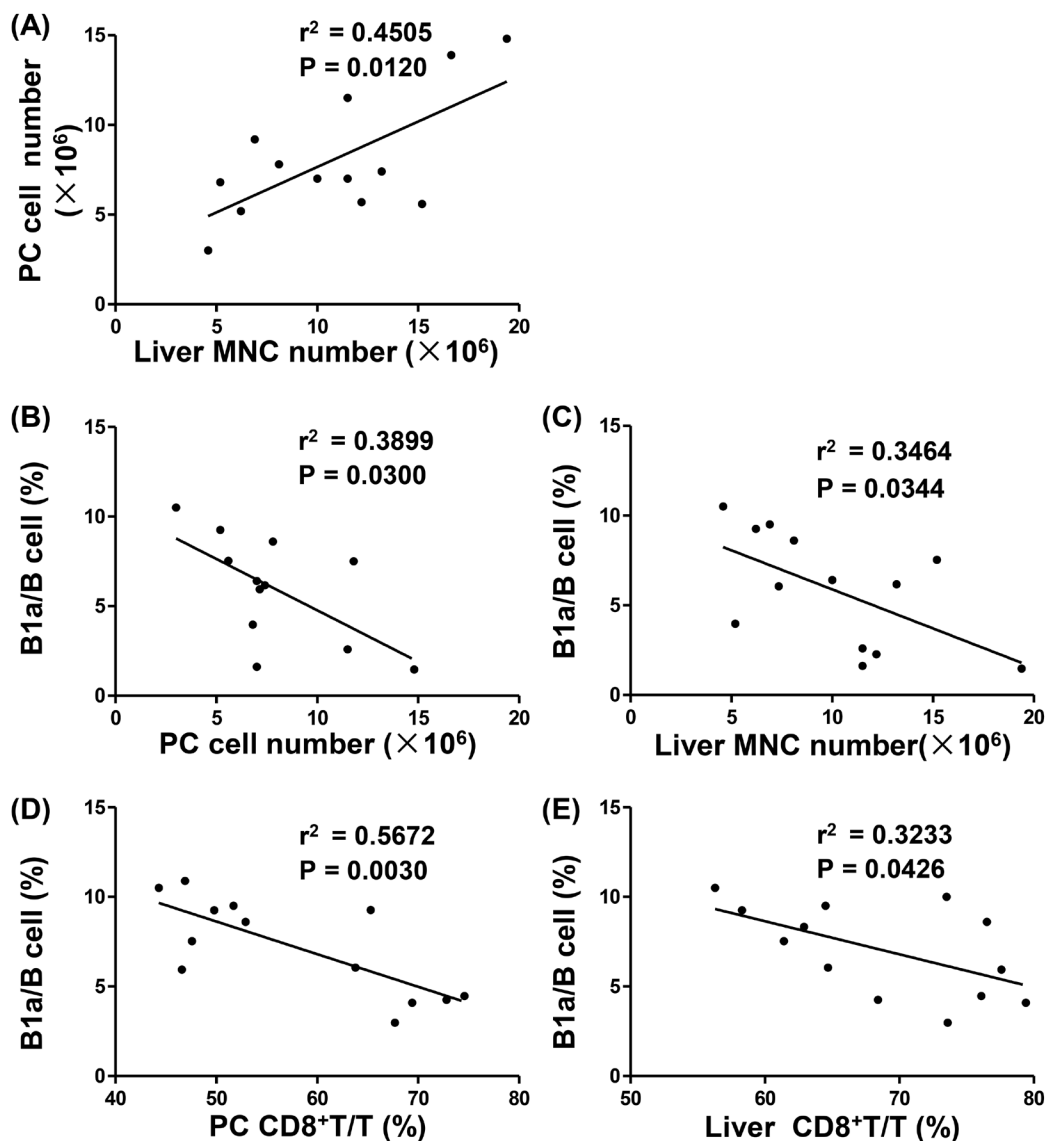 (A)
r² = 0.4505
P = 0.0120
PC cell number
(×10⁶)
15
10
5
0
0
5
10
15
20
Liver MNC number (×10⁶)
(B)
r² = 0.3899
P = 0.0300
B1a/B cell (%)
15
10
5
0
0
5
10
15
20
PC cell number (×10⁶)
(C)
r² = 0.3464
P = 0.0344
B1a/B cell (%)
15
10
5
0
0
5
10
15
20
Liver MNC number(×10⁶)
(D)
r² = 0.5672
P = 0.0030
B1a/B cell (%)
15
10
5
0
40
50
60
70
80
PC CD8⁺T/T (%)
(E)
r² = 0.3233
P = 0.0426
B1a/B cell (%)
15
10
5
0
50
60
70
80
Liver CD8⁺T/T (%)